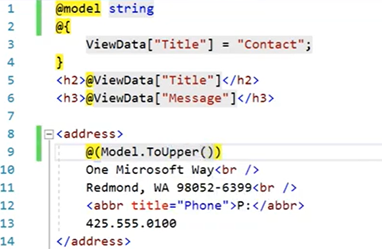 1 @model string
2 @{
3 ViewData["Title"] = "Contact";
4 }
5 <h2>@ViewData["Title"]</h2>
6 <h3>@ViewData["Message"]</h3>
7
8 <address>
9 @(Model.ToUpper())
10 One Microsoft Way<br />
11 Redmond, WA 98052-6399<br />
12 <abbr title="Phone">P:</abbr>
13 425.555.0100
14 </address>